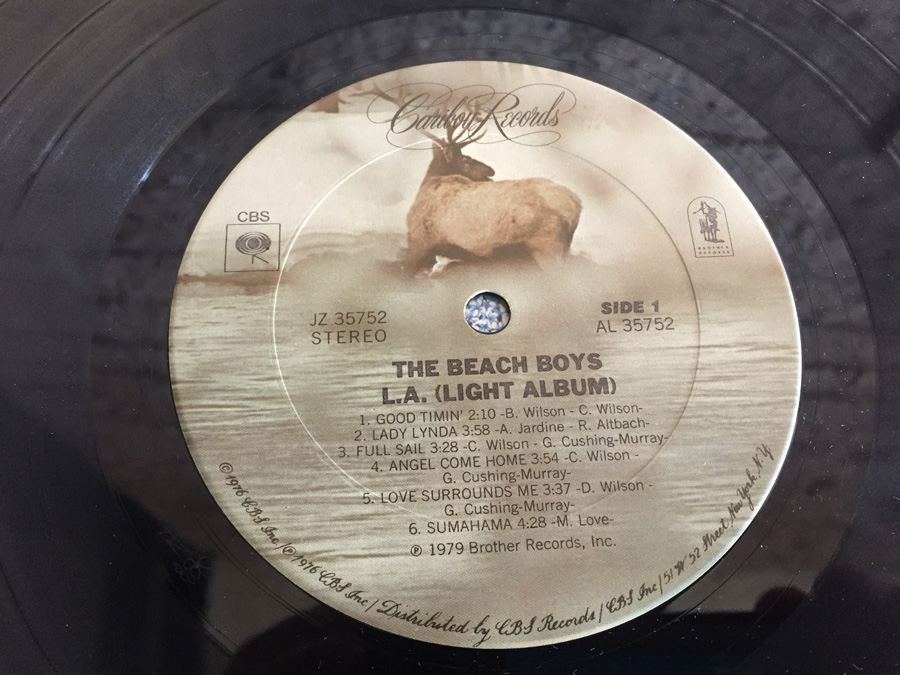 Caribou Records
CBS
BROTHER
RECORDS
JZ 35752
STEREO
SIDE 1
AL 35752
THE BEACH BOYS
L.A. (LIGHT ALBUM)
1. GOOD TIMIN' 2:10 -B. Wilson - C. Wilson-
2. LADY LYNDA 3:58 -A. Jardine - R. Altbach-
3. FULL SAIL 3:28 -C. Wilson - G. Cushing-Murray-
4. ANGEL COME HOME 3:54 -C. Wilson -
G. Cushing-Murray-
5. LOVE SURROUNDS ME 3:37 -D. Wilson -
G. Cushing-Murray-
6. SUMAHAMA 4:28 -M. Love-
℗ 1979 Brother Records, Inc.
© 1976 CBS Inc/℗ 1976 CBS Inc/Distributed by CBS Records/CBS Inc/51 W 52 Street, New York, N.Y.